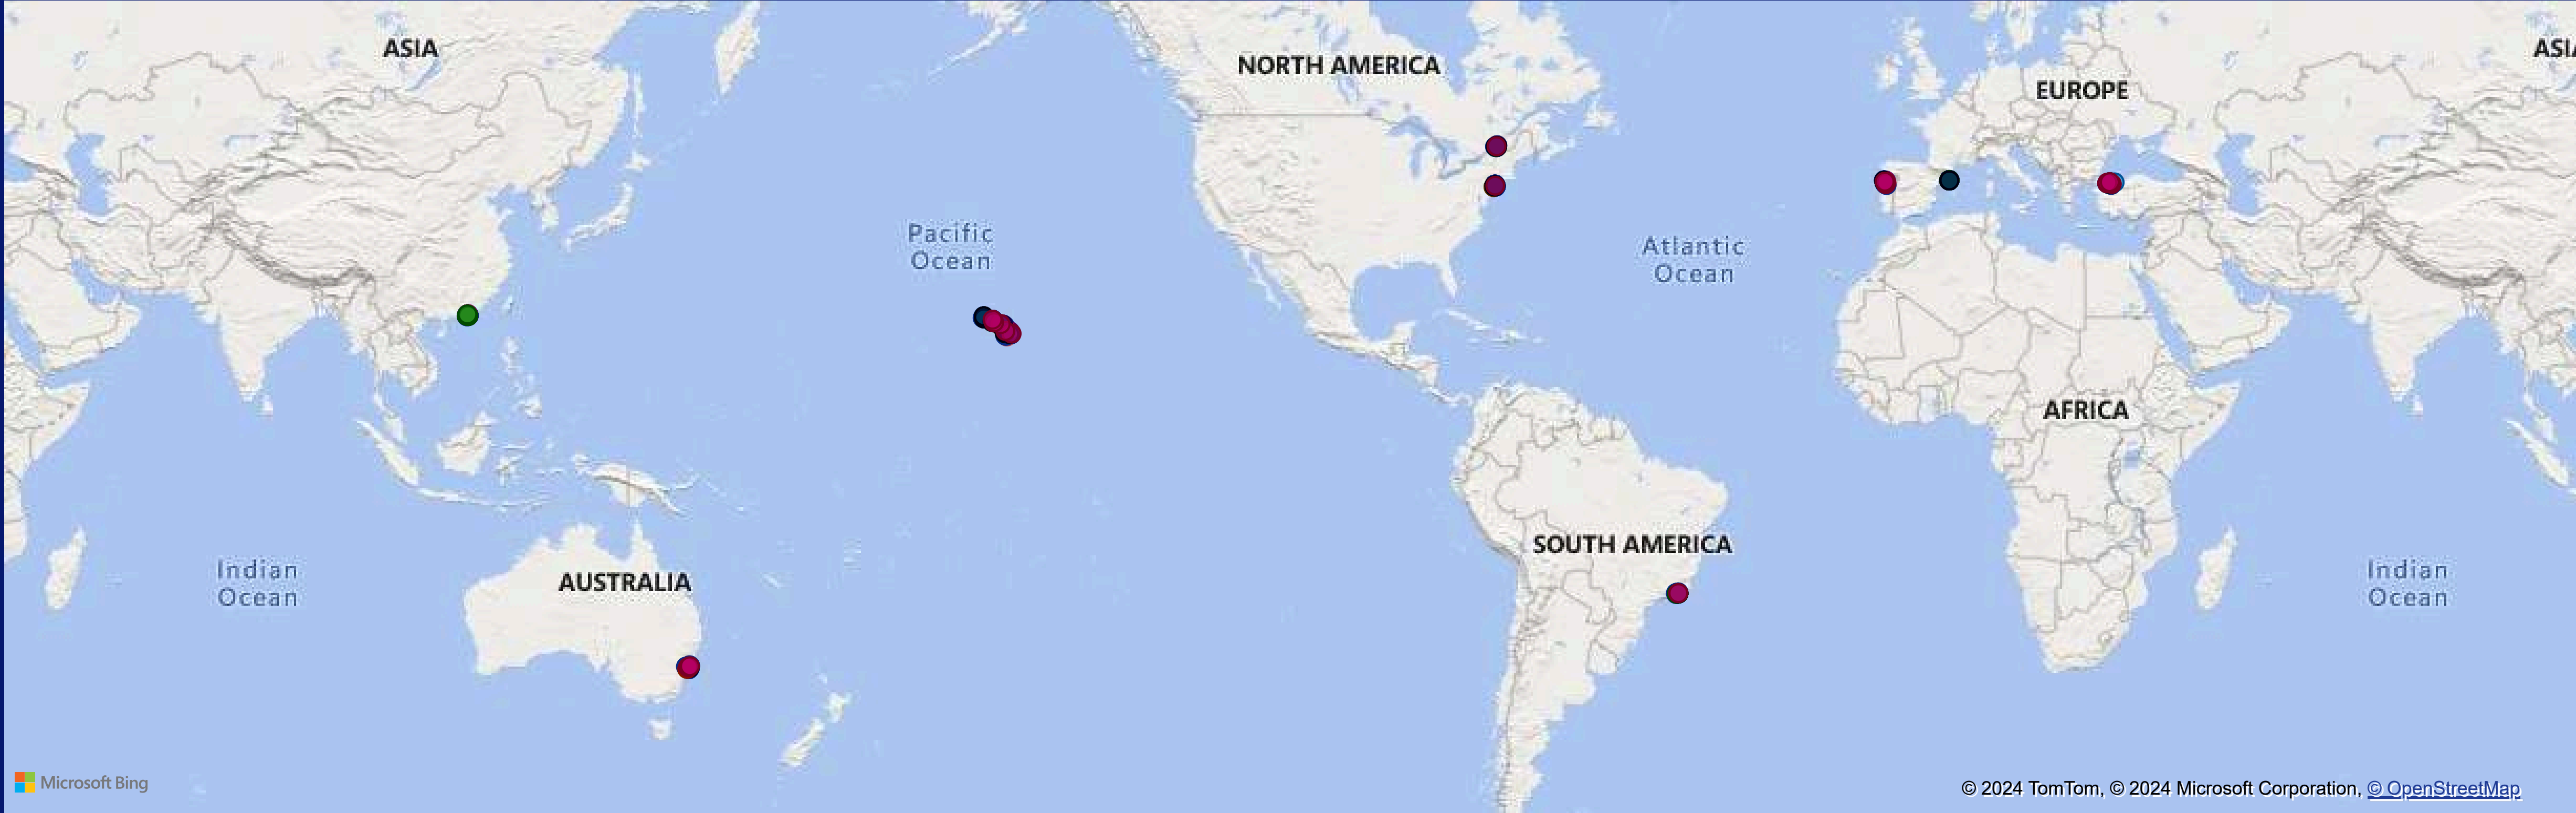 ASIA
NORTH AMERICA
ASIA
EUROPE
Pacific
Ocean
Atlantic
Ocean
AFRICA
SOUTH AMERICA
Indian
Ocean
AUSTRALIA
Indian
Ocean
Microsoft Bing
© 2024 TomTom, © 2024 Microsoft Corporation, © OpenStreetMap